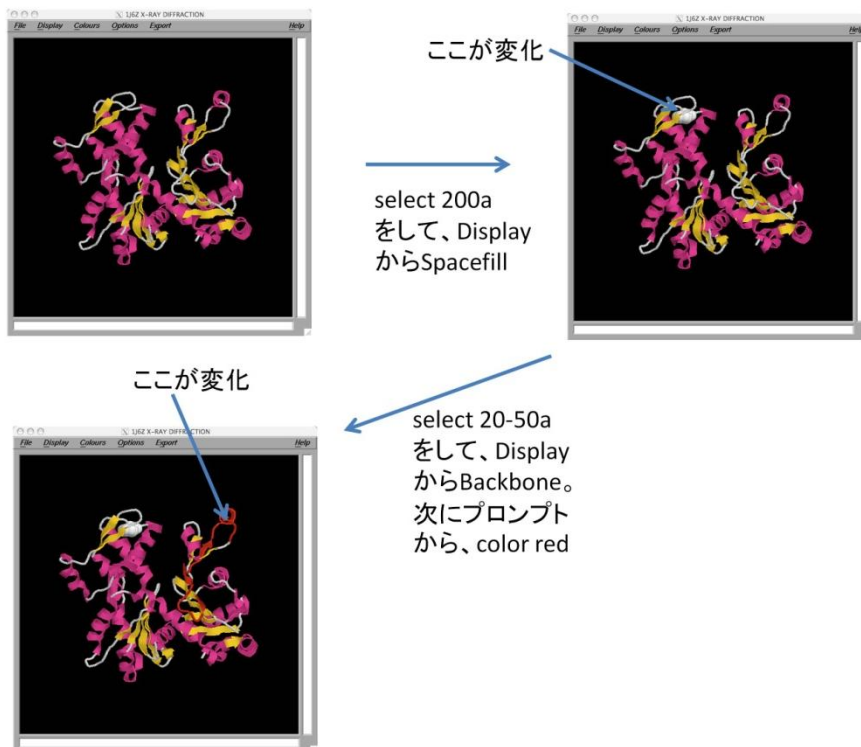 1J6Z X-RAY DIFFRACTION
File Display Colours Options Export Help
ここが変化
1J6Z X-RAY DIFFRACTION
File Display Colours Options Export Help
select 200a
をして、Display
からSpacefill
ここが変化
1J6Z X-RAY DIFFRACTION
File Display Colours Options Export Help
select 20-50a
をして、Display
からBackbone。
次にプロンプト
から、color red